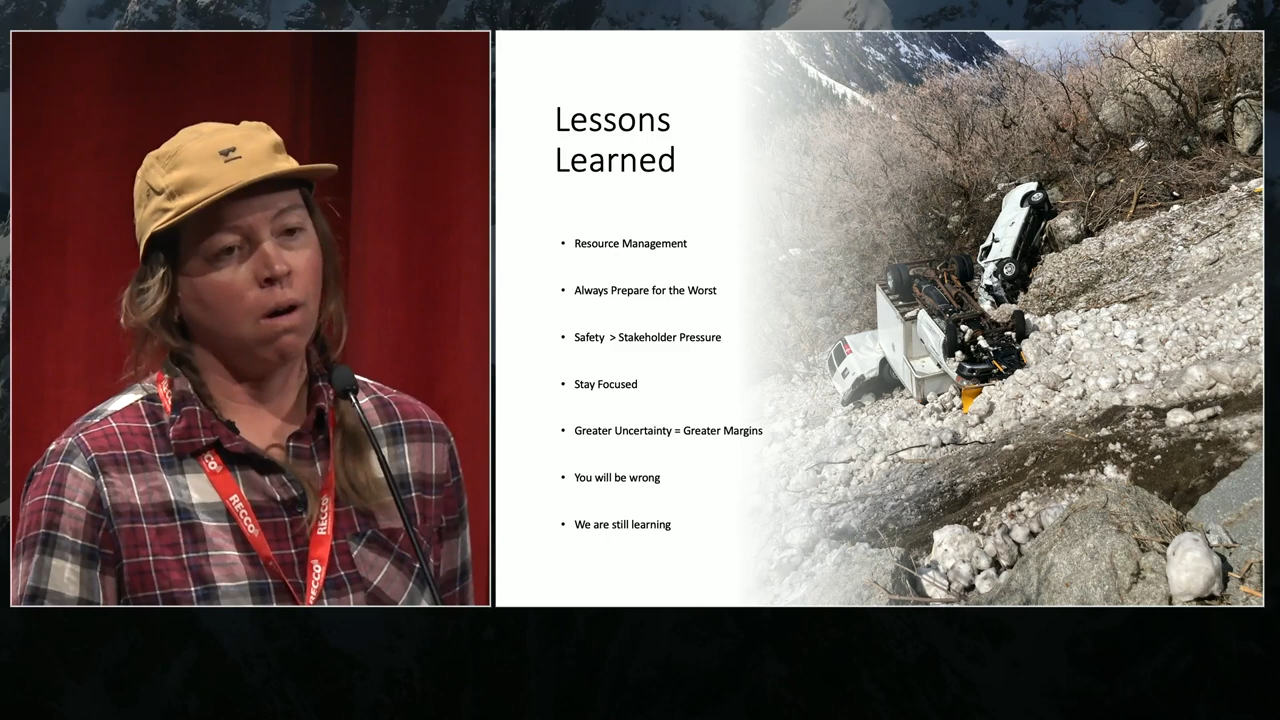 Lessons
Learned
• Resource Management
• Always Prepare for the Worst
• Safety > Stakeholder Pressure
• Stay Focused
• Greater Uncertainty = Greater Margins
• You will be wrong
• We are still learning
RECCO
RECCO
RECCO